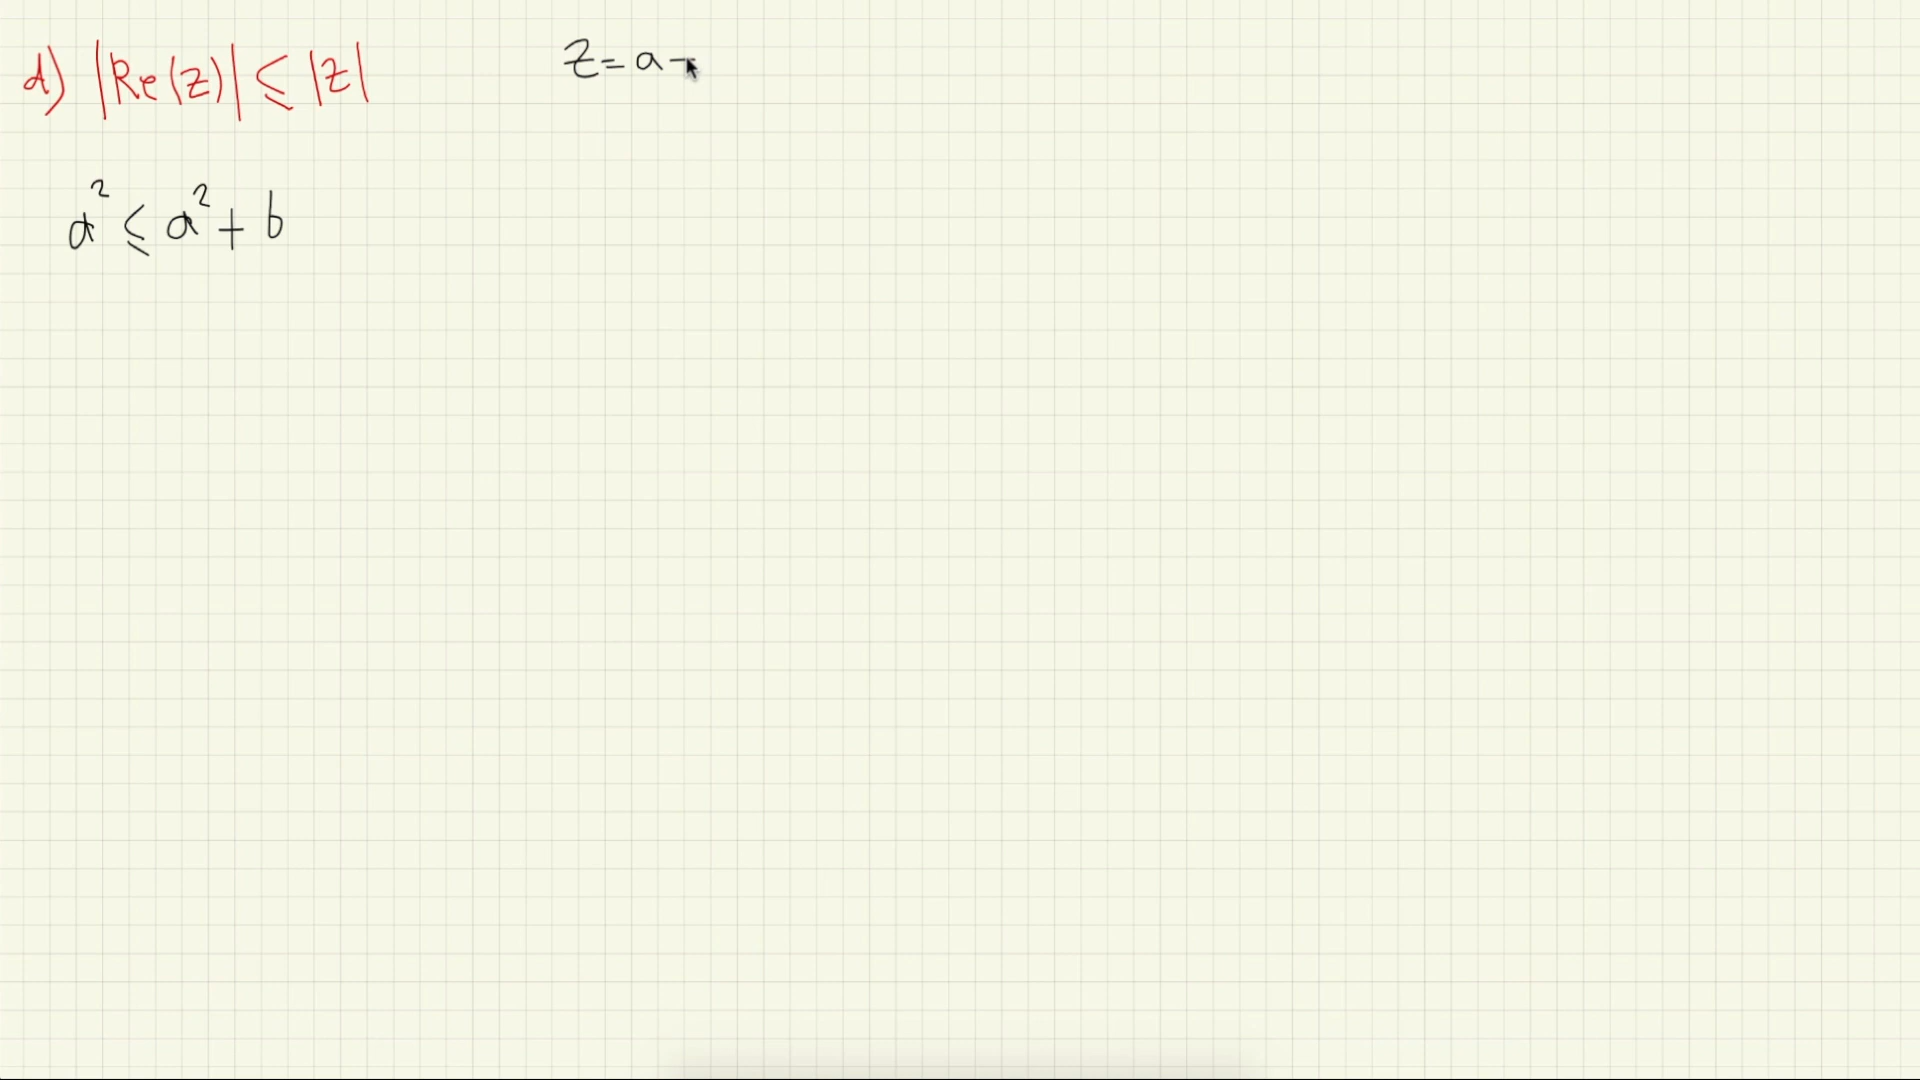 d) |Re(z)| ≤ |z|
z = a -
a² ≤ a² + b